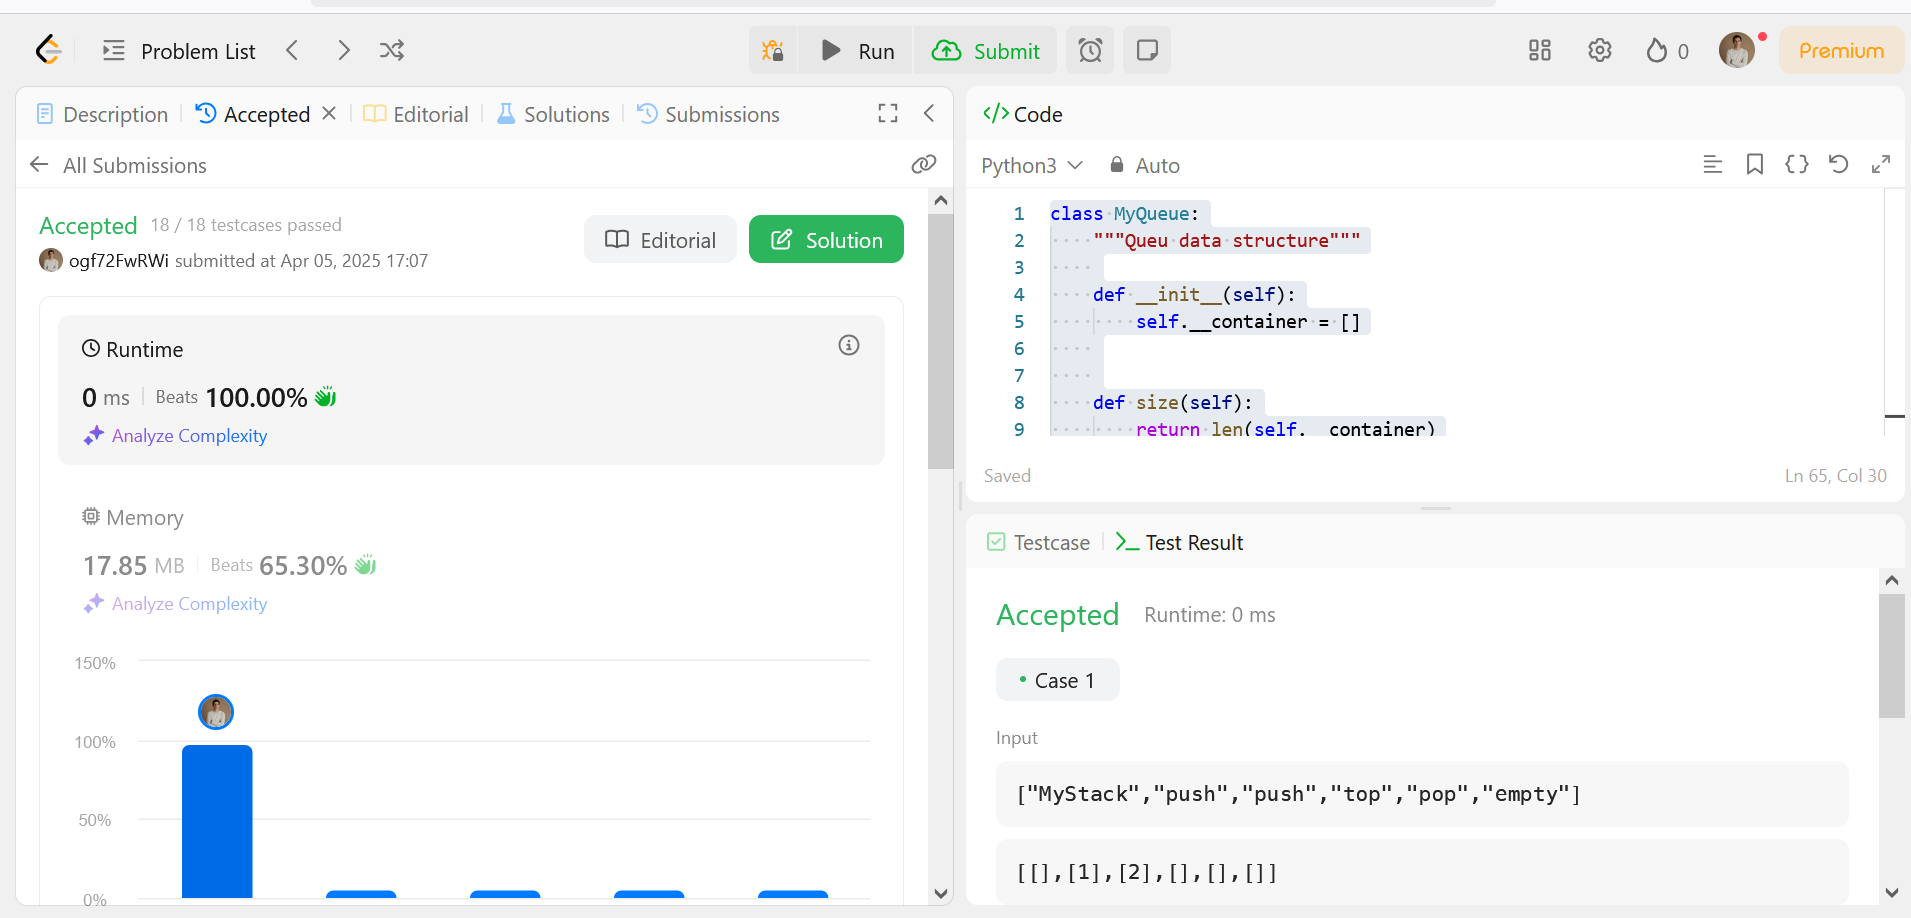 Problem List
Run
Submit
0
Premium
Description
Accepted
Editorial
Solutions
Submissions
All Submissions
Accepted 18 / 18 testcases passed
ogf72FwRWi submitted at Apr 05, 2025 17:07
Editorial
Solution
Runtime
0 ms Beats 100.00%
Analyze Complexity
Memory
17.85 MB Beats 65.30%
Analyze Complexity
150%
100%
50%
0%
</> Code
Python3
Auto
1 class MyQueue:
2 """Queu data structure"""
3
4 def __init__(self):
5 self.__container = []
6
7
8 def size(self):
9 return len(self.__container)
Saved
Ln 65, Col 30
Testcase
Test Result
Accepted Runtime: 0 ms
Case 1
Input
["MyStack","push","push","top","pop","empty"]
[[],[1],[2],[],[],[]]